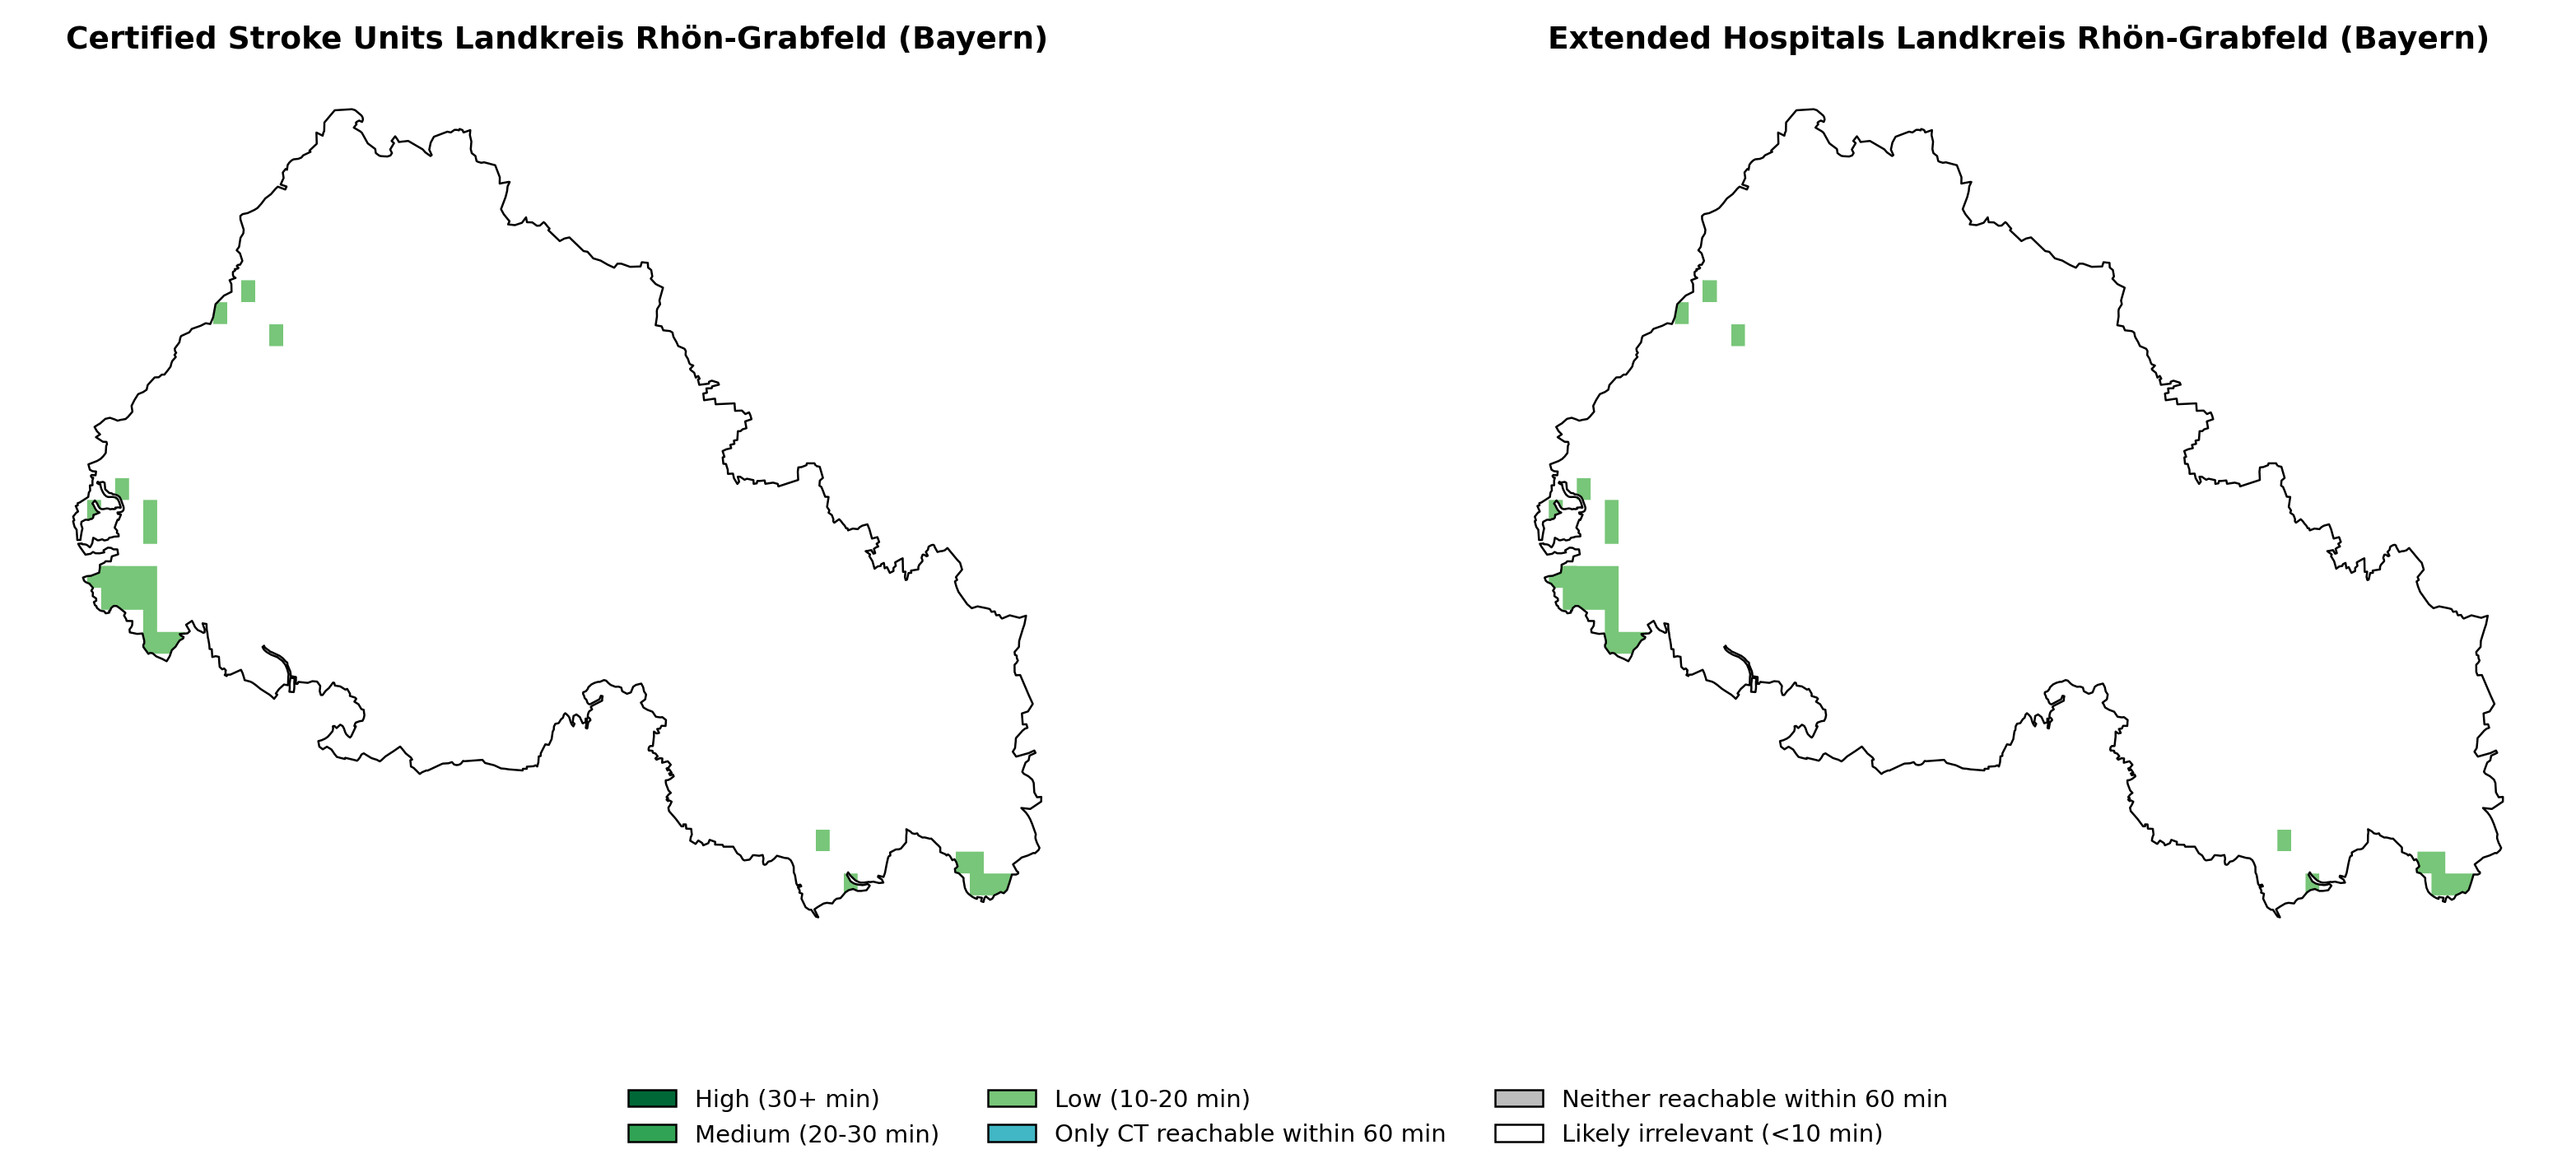 Certified Stroke Units Landkreis Rhön-Grabfeld (Bayern)
Extended Hospitals Landkreis Rhön-Grabfeld (Bayern)
High (30+ min)
Medium (20-30 min)
Low (10-20 min)
Only CT reachable within 60 min
Neither reachable within 60 min
Likely irrelevant (<10 min)